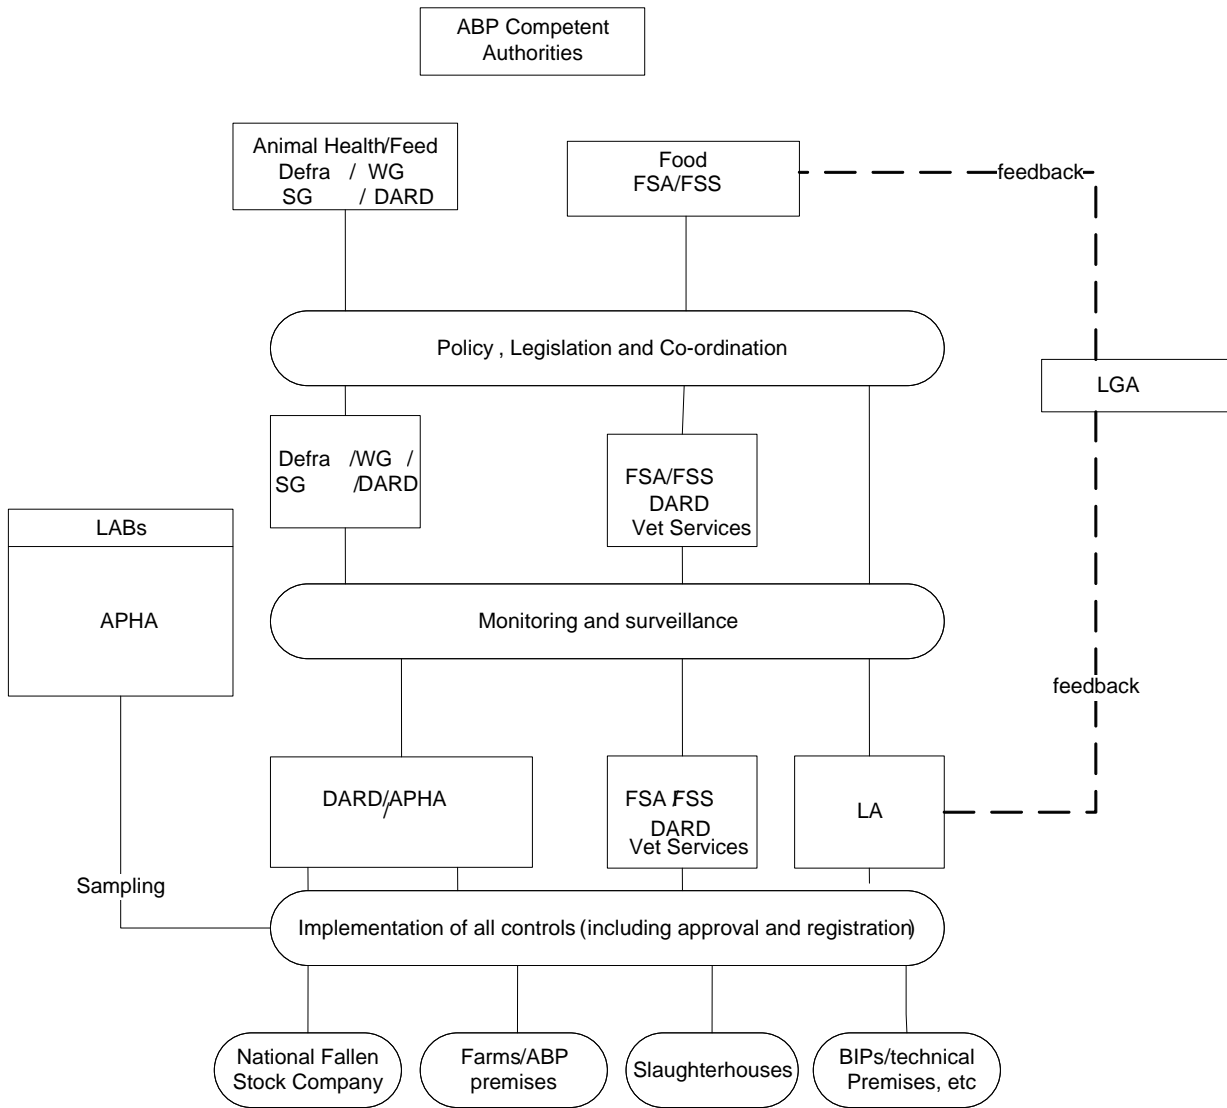 ABP Competent
Authorities
Animal Health/Feed
Defra / WG
SG / DARD
Food
FSA/FSS
feedback
Policy , Legislation and Co-ordination
LGA
Defra /WG /
SG /DARD
FSA/FSS
DARD
Vet Services
LABs
APHA
Monitoring and surveillance
feedback
DARD/APHA
/
FSA /FSS
DARD
Vet Services
LA
Sampling
Implementation of all controls (including approval and registration)
National Fallen
Stock Company
Farms/ABP
premises
Slaughterhouses
BIPs/technical
Premises, etc